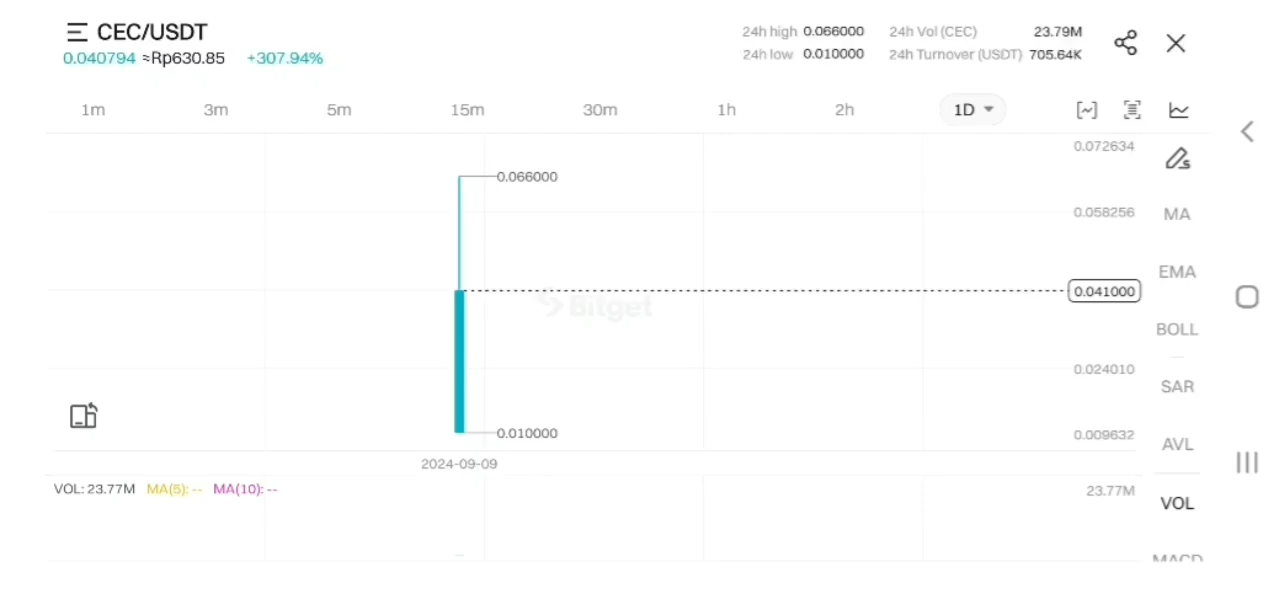 CEC/USDT
0.040794 ≈Rp630.85 +307.94%
24h high 0.066000 24h Vol (CEC) 23.79M
24h low 0.010000 24h Turnover (USDT) 705.64K
1m 3m 5m 15m 30m 1h 2h 1D
0.072634
0.066000
0.058256
MA
EMA
0.041000
Bitget
BOLL
0.024010
SAR
0.010000
0.009632
AVL
2024-09-09
VOL: 23.77M MA(5): -- MA(10): --
23.77M
VOL
MACD